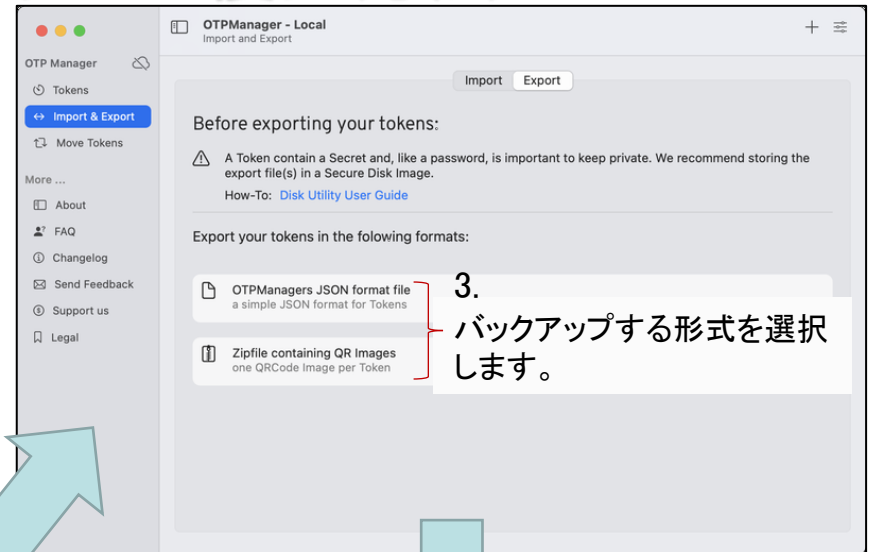 OTPManager - Local
Import and Export
OTP Manager
Tokens
Import & Export
Move Tokens
More ...
About
FAQ
Changelog
Send Feedback
Support us
Legal
Import Export
Before exporting your tokens:
A Token contain a Secret and, like a password, is important to keep private. We recommend storing the
export file(s) in a Secure Disk Image.
How-To: Disk Utility User Guide
Export your tokens in the folowing formats:
OTPManagers JSON format file
a simple JSON format for Tokens
Zipfile containing QR Images
one QRCode Image per Token
3.
バックアップする形式を選択
します。